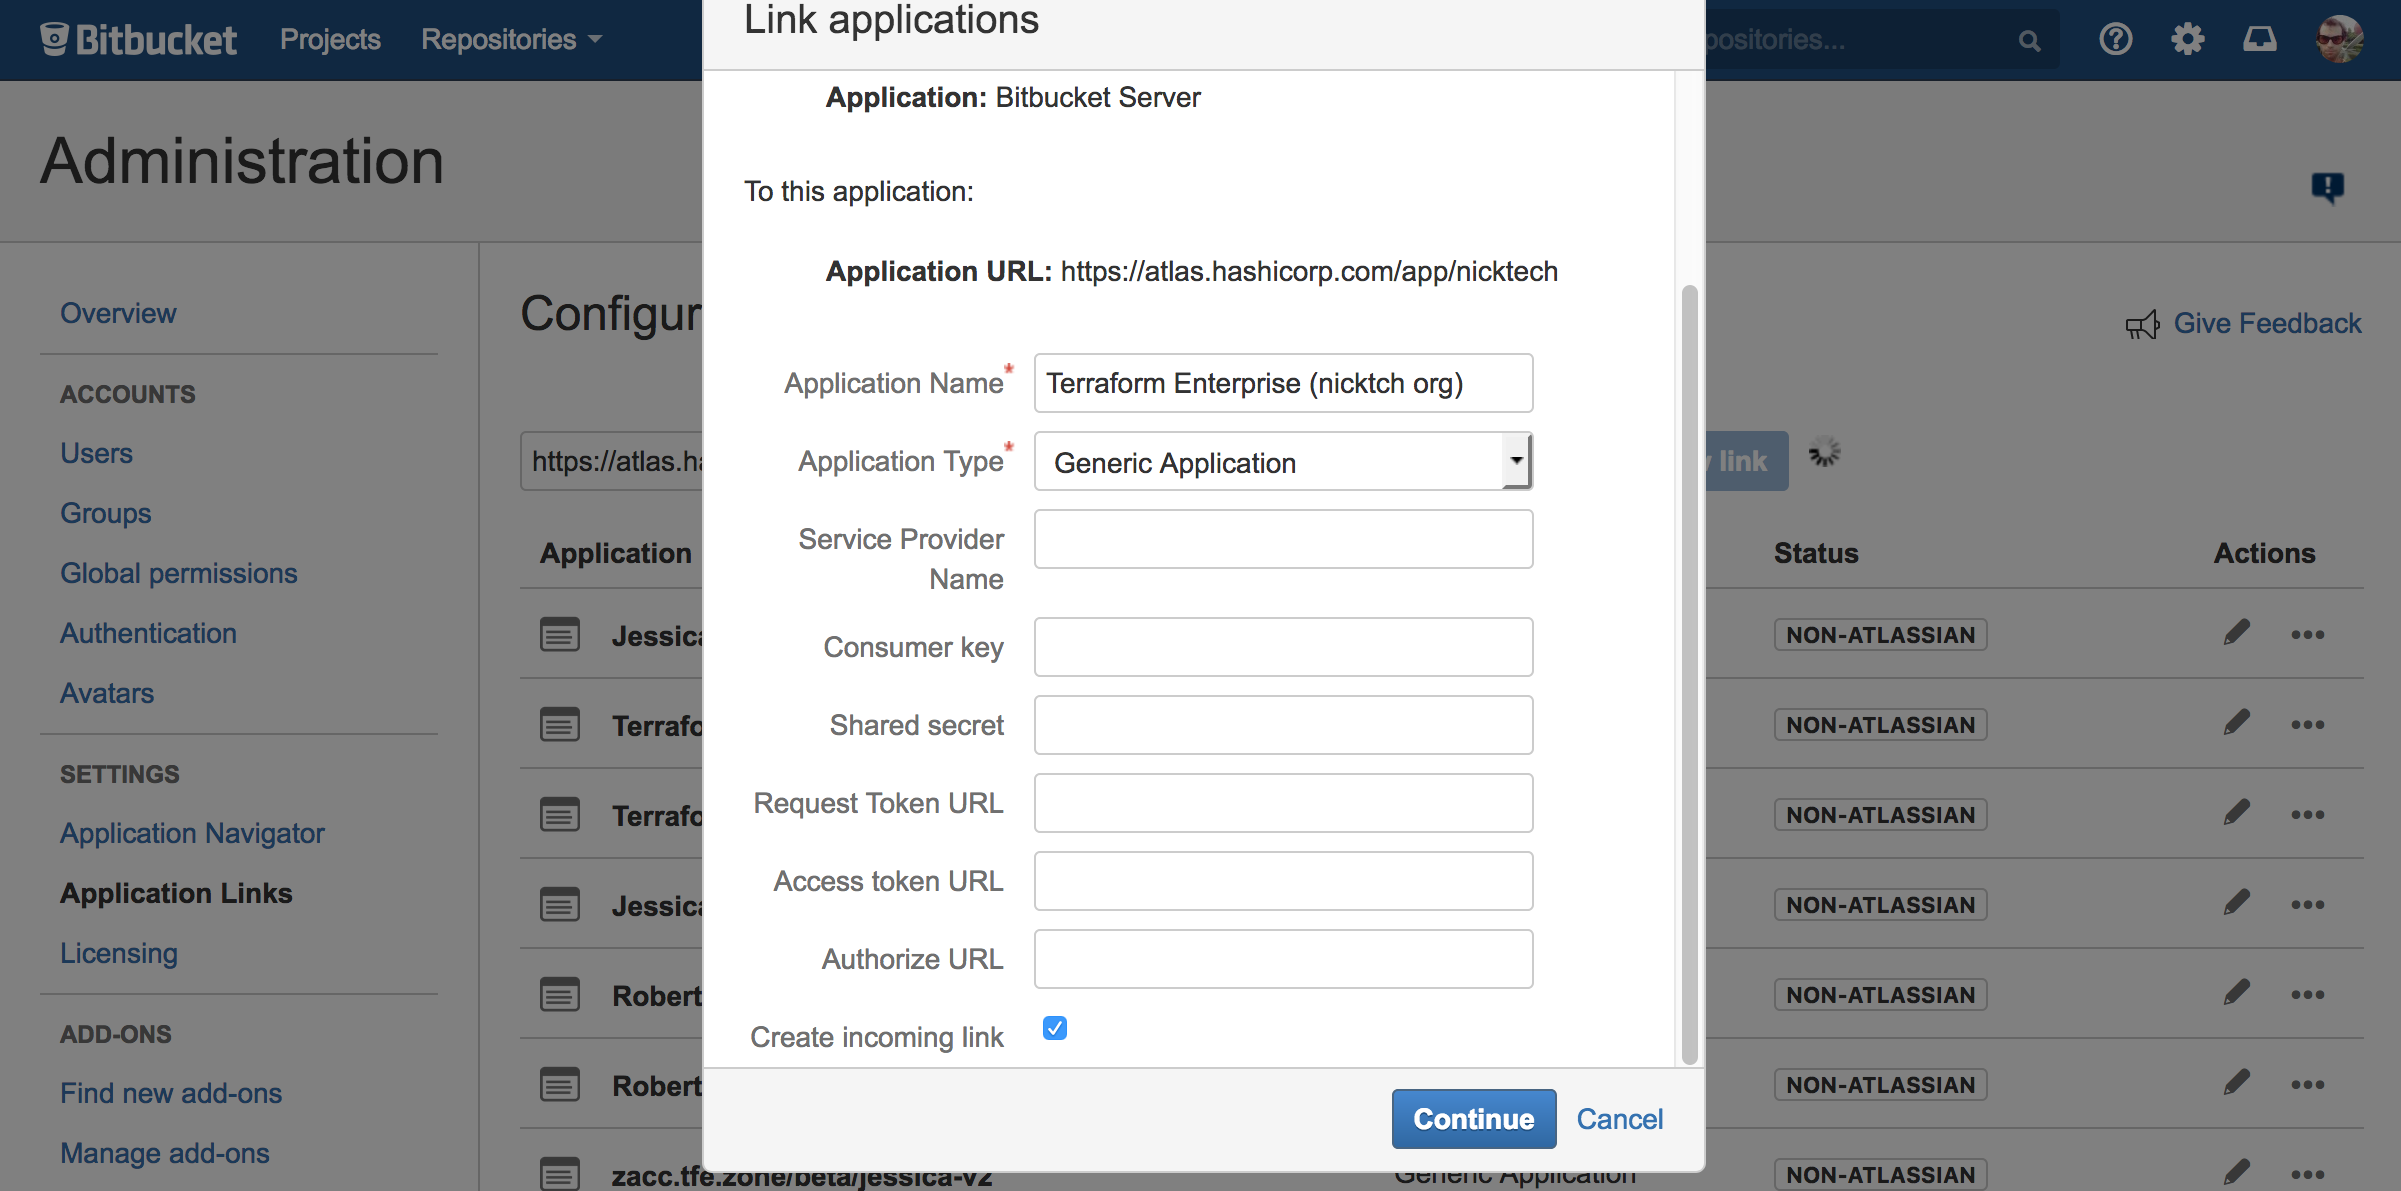 Bitbucket Projects Repositories
positories...
Link applications
Application: Bitbucket Server
To this application:
Application URL: https://atlas.hashicorp.com/app/nicktech
Application Name* Terraform Enterprise (nicktch org)
Application Type* Generic Application
Service Provider
Name
Consumer key
Shared secret
Request Token URL
Access token URL
Authorize URL
Create incoming link
Continue Cancel
Administration
Overview
ACCOUNTS
Users
Groups
Global permissions
Authentication
Avatars
SETTINGS
Application Navigator
Application Links
Licensing
ADD-ONS
Find new add-ons
Manage add-ons
Configur
Give Feedback
https://atlas.ha
link
Application Status Actions
Jessica NON-ATLASSIAN
Terrafo NON-ATLASSIAN
Terrafo NON-ATLASSIAN
Jessica NON-ATLASSIAN
Robert NON-ATLASSIAN
Robert NON-ATLASSIAN
zacc.tfe.zone/beta/jessica-v2 Generic Application NON-ATLASSIAN